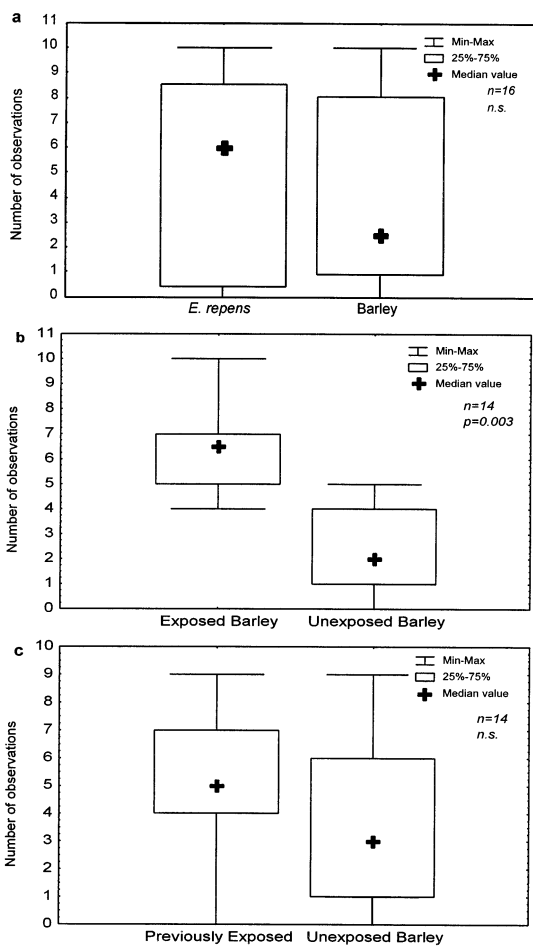 a
11
10
9
8
7
6
5
4
3
2
1
0
Number of observations
Min-Max
25%-75%
Median value
n=16
n.s.
E. repens Barley
b
11
10
9
8
7
6
5
4
3
2
1
0
Number of observations
Min-Max
25%-75%
Median value
n=14
p=0.003
Exposed Barley Unexposed Barley
c
10
9
8
7
6
5
4
3
2
1
0
Number of observations
Min-Max
25%-75%
Median value
n=14
n.s.
Previously Exposed Unexposed Barley